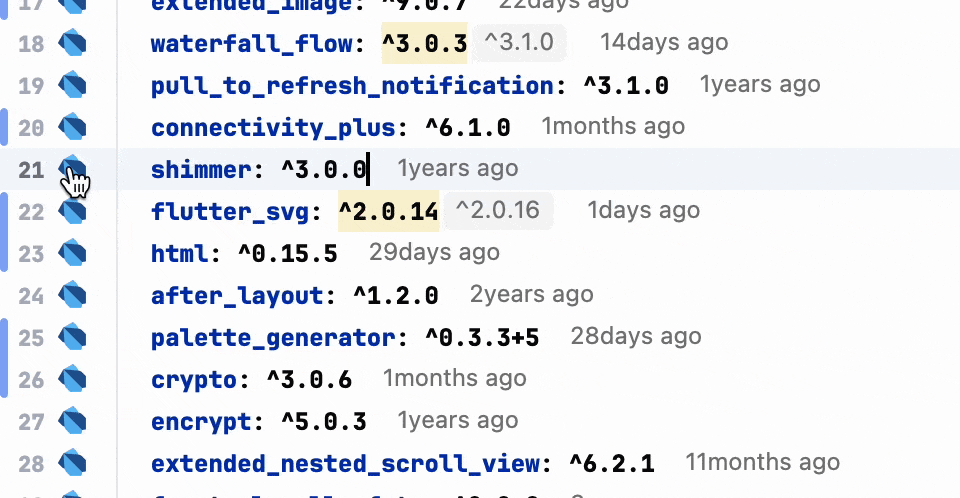 17 extended_image: ^9.0.7 22days ago
18 waterfall_flow: ^3.0.3 ^3.1.0 14days ago
19 pull_to_refresh_notification: ^3.1.0 1years ago
20 connectivity_plus: ^6.1.0 1months ago
21 shimmer: ^3.0.0 1years ago
22 flutter_svg: ^2.0.14 ^2.0.16 1days ago
23 html: ^0.15.5 29days ago
24 after_layout: ^1.2.0 2years ago
25 palette_generator: ^0.3.3+5 28days ago
26 crypto: ^3.0.6 1months ago
27 encrypt: ^5.0.3 1years ago
28 extended_nested_scroll_view: ^6.2.1 11months ago